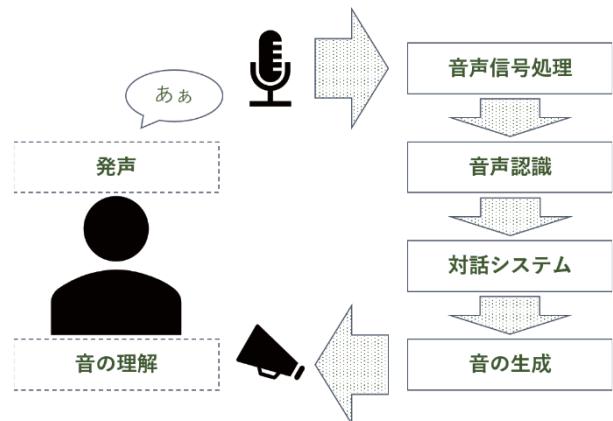 あぁ
発声
音の理解
音声信号処理
音声認識
対話システム
音の生成